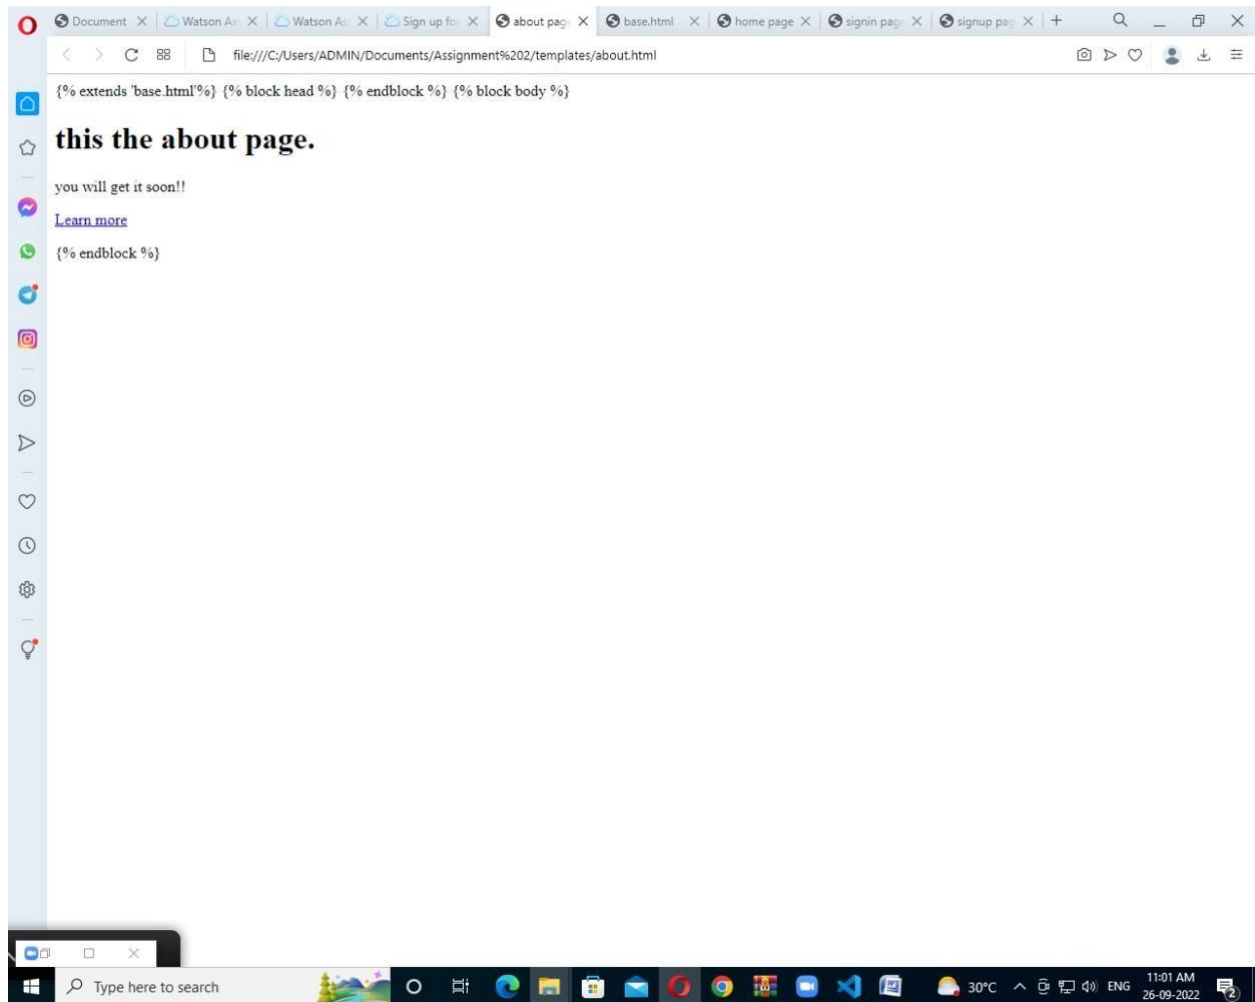 Document
Watson As
Watson As
Sign up for
about pag
base.html
home page
signin pag
signup pag
file:///C:/Users/ADMIN/Documents/Assignment%202/templates/about.html
{% extends 'base.html'%} {% block head %} {% endblock %} {% block body %}
this the about page.
you will get it soon!!
Learn more
{% endblock %}
Type here to search
30°C
ENG
11:01 AM
26-09-2022
2